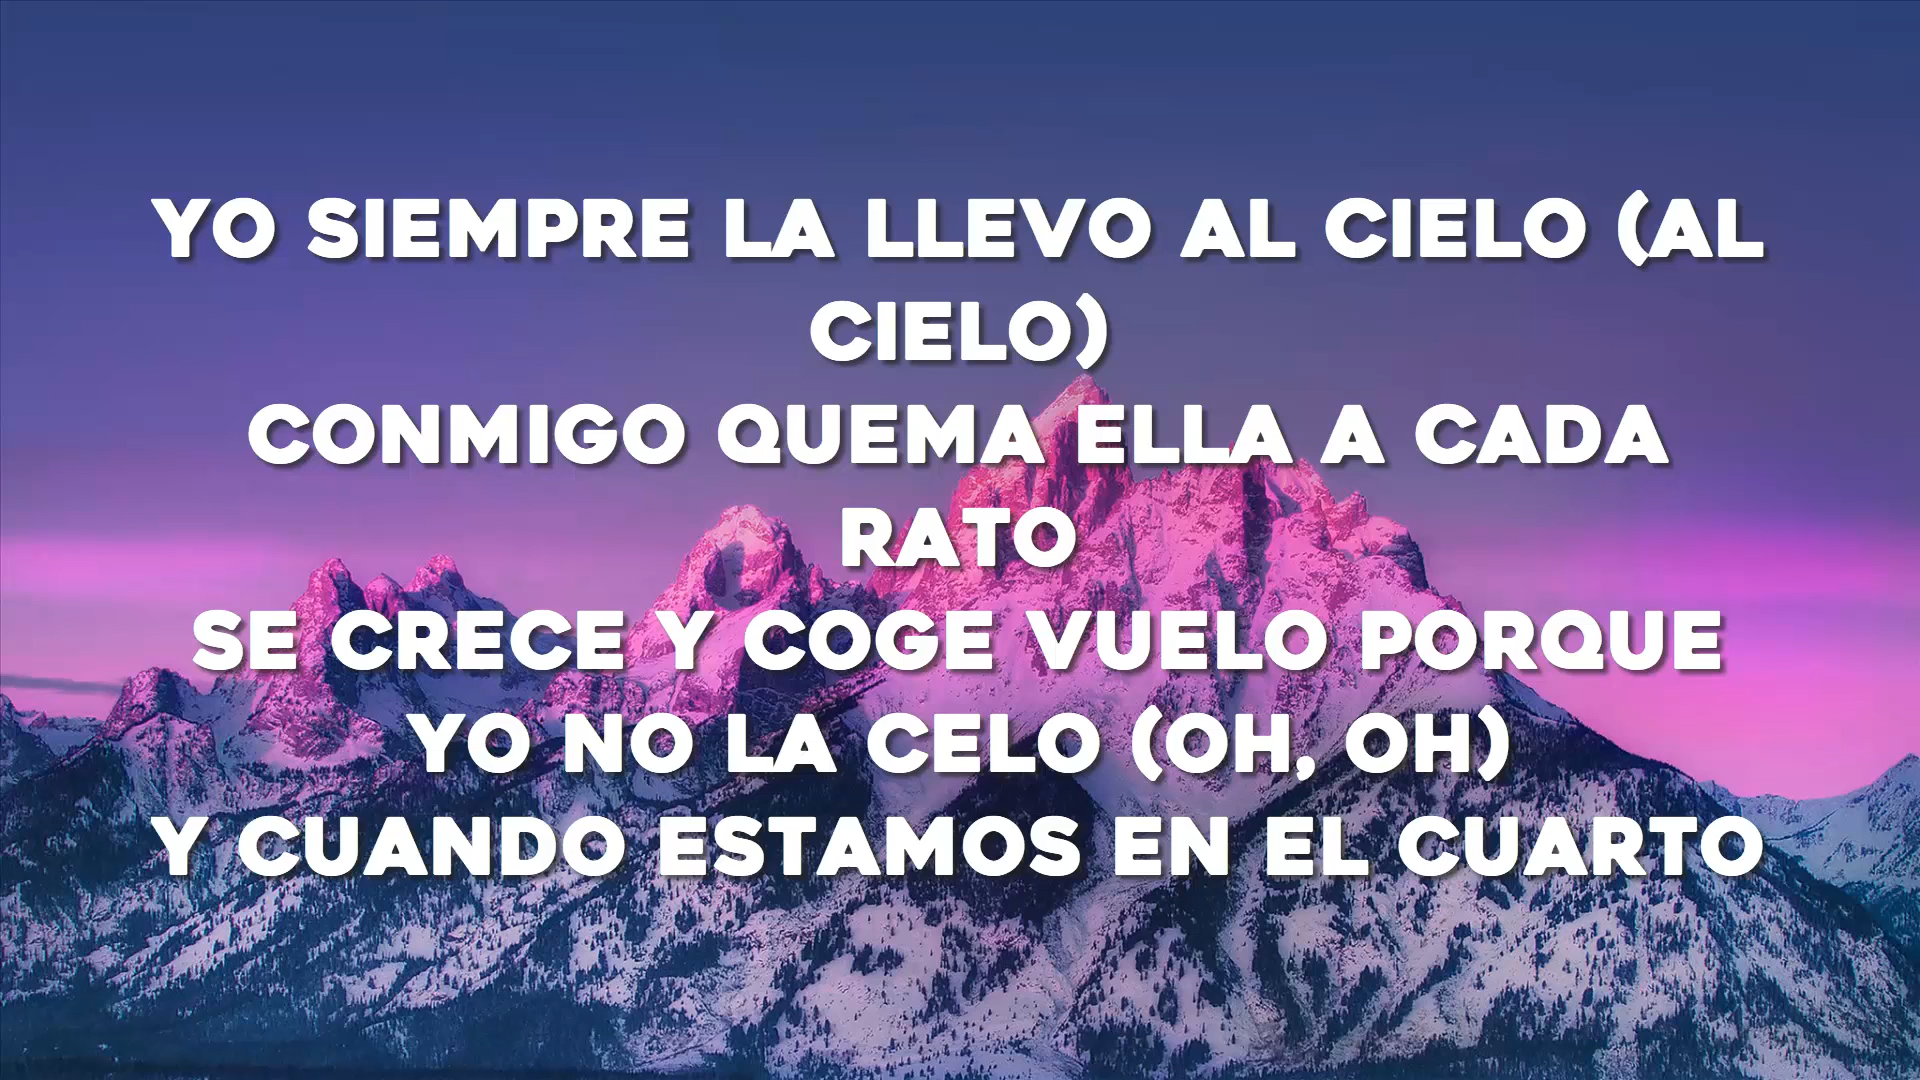 YO SIEMPRE LA LLEVO AL CIELO (AL
CIELO)
CONMIGO QUEMA ELLA A CADA
RATO
SE CRECE Y COGE VUELO PORQUE
YO NO LA CELO (OH, OH)
Y CUANDO ESTAMOS EN EL CUARTO